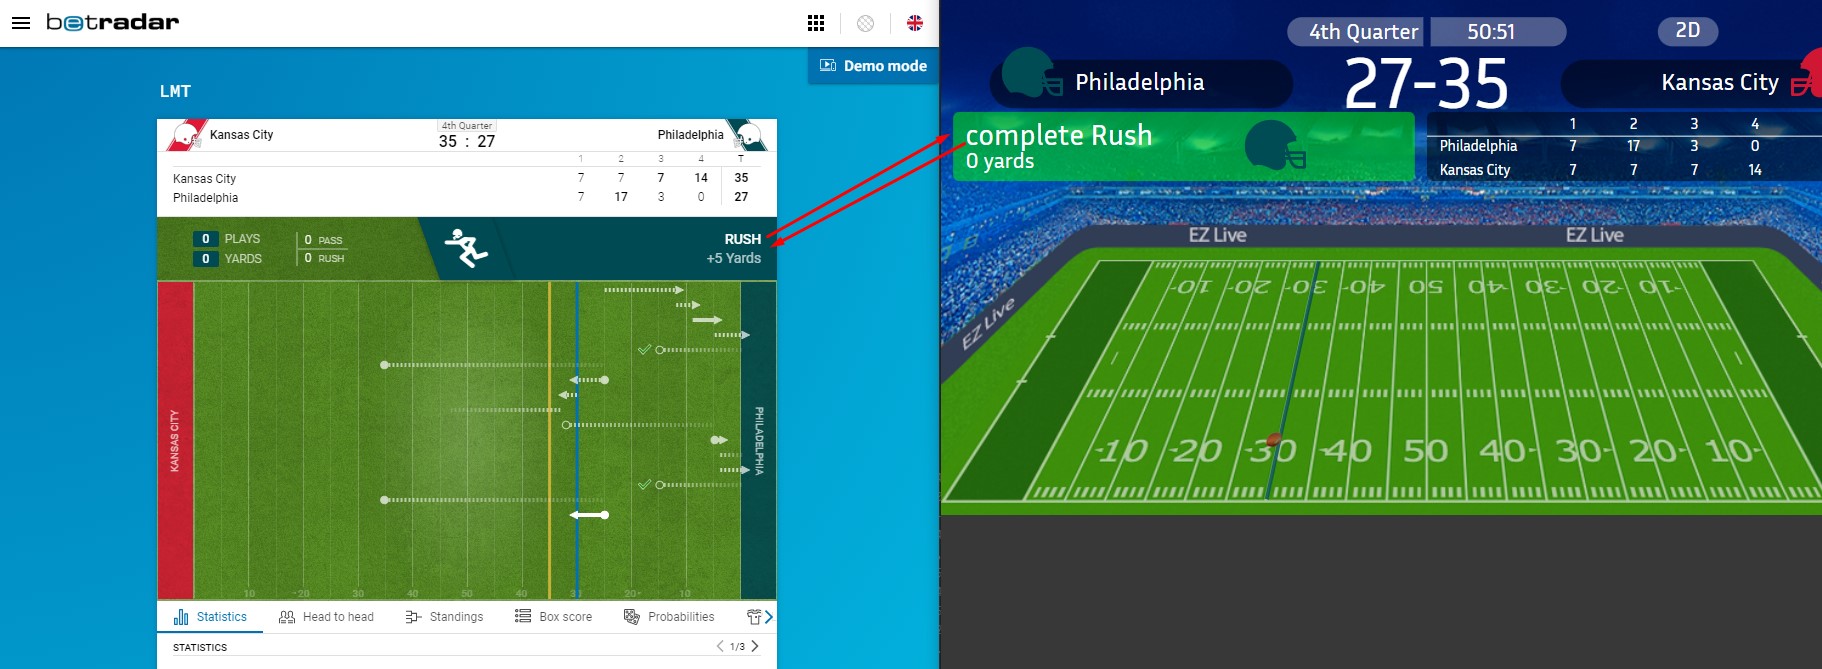 betradar
Demo mode
LMT
Kansas City
4th Quarter
35 : 27
Philadelphia
1 2 3 4 T
Kansas City 7 7 7 14 35
Philadelphia 7 17 3 0 27
0 PLAYS 0 PASS
0 YARDS 0 RUSH
RUSH
+5 Yards
KANSAS CITY
PHILADELPHIA
10 20 30 40 50 40 30 20 10
Statistics Head to head Standings Box score Probabilities
STATISTICS 1/3
4th Quarter 50:51 2D
Philadelphia 27-35 Kansas City
complete Rush
0 yards
1 2 3 4
Philadelphia 7 17 3 0
Kansas City 7 7 7 14
EZ Live EZ Live
EZ Live
10 20 30 40 50 40 30 20 10
10 20 30 40 50 40 30 20 10